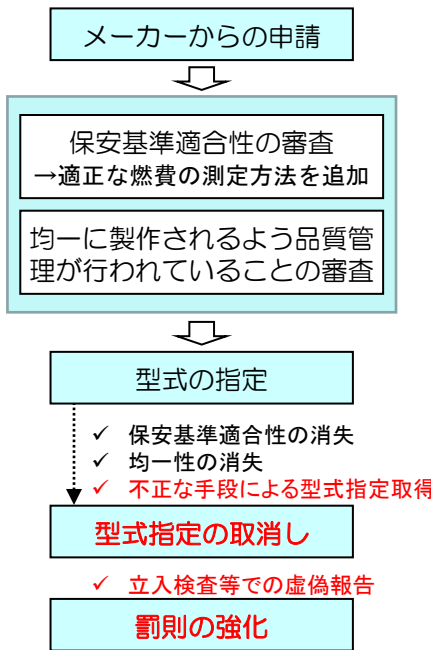 メーカーからの申請
保安基準適合性の審査
→適正な燃費の測定方法を追加
均一に製作されるよう品質管
理が行われていることの審査
型式の指定
✓ 保安基準適合性の消失
✓ 均一性の消失
✓ 不正な手段による型式指定取得
型式指定の取消し
✓ 立入検査等での虚偽報告
罰則の強化